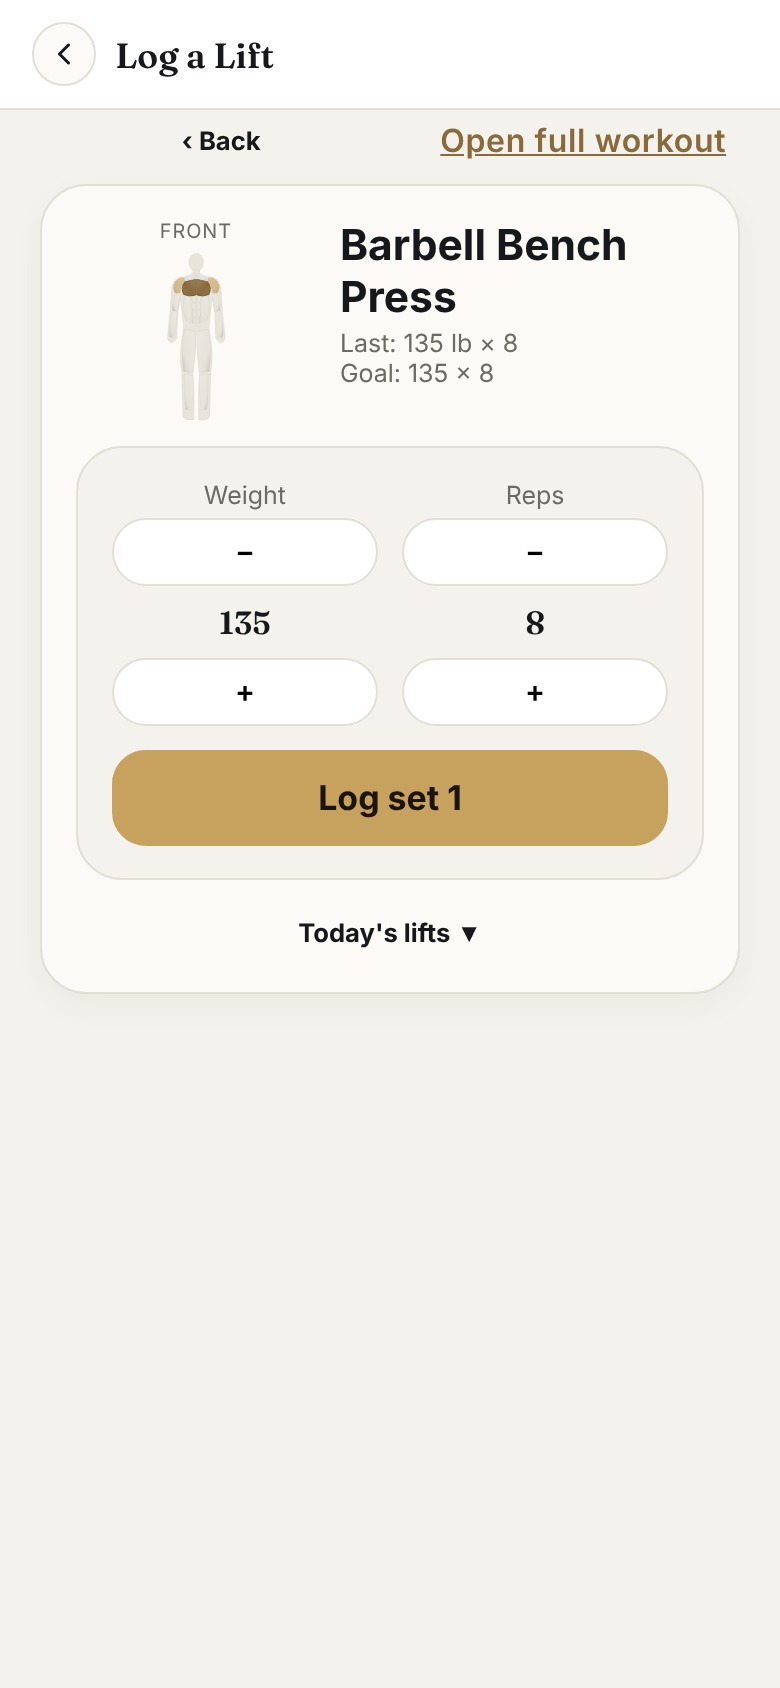 Log a Lift
‹ Back
Open full workout
FRONT
Barbell Bench
Press
Last: 135 lb × 8
Goal: 135 × 8
Weight
Reps
−
−
135
8
+
+
Log set 1
Today's lifts ▼